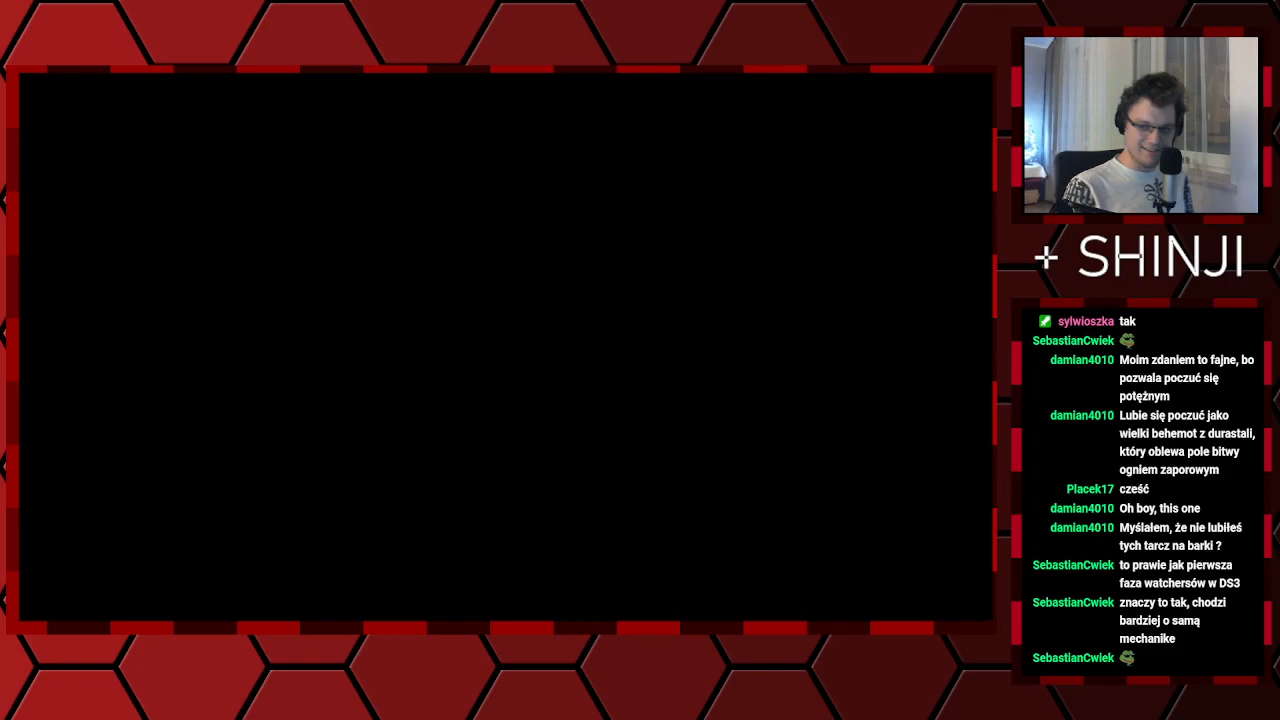 + SHINJI
sylwioszka tak
SebastianCwiek
damian4010 Moim zdaniem to fajne, bo
pozwala poczuć się
potężnym
damian4010 Lubie się poczuć jako
wielki behemot z durastali,
który oblewa pole bitwy
ogniem zaporowym
Placek17 cześć
damian4010 Oh boy, this one
damian4010 Myślałem, że nie lubiłeś
tych tarcz na barki ?
SebastianCwiek to prawie jak pierwsza
faza watchersów w DS3
SebastianCwiek znaczy to tak, chodzi
bardziej o samą
mechanike
SebastianCwiek